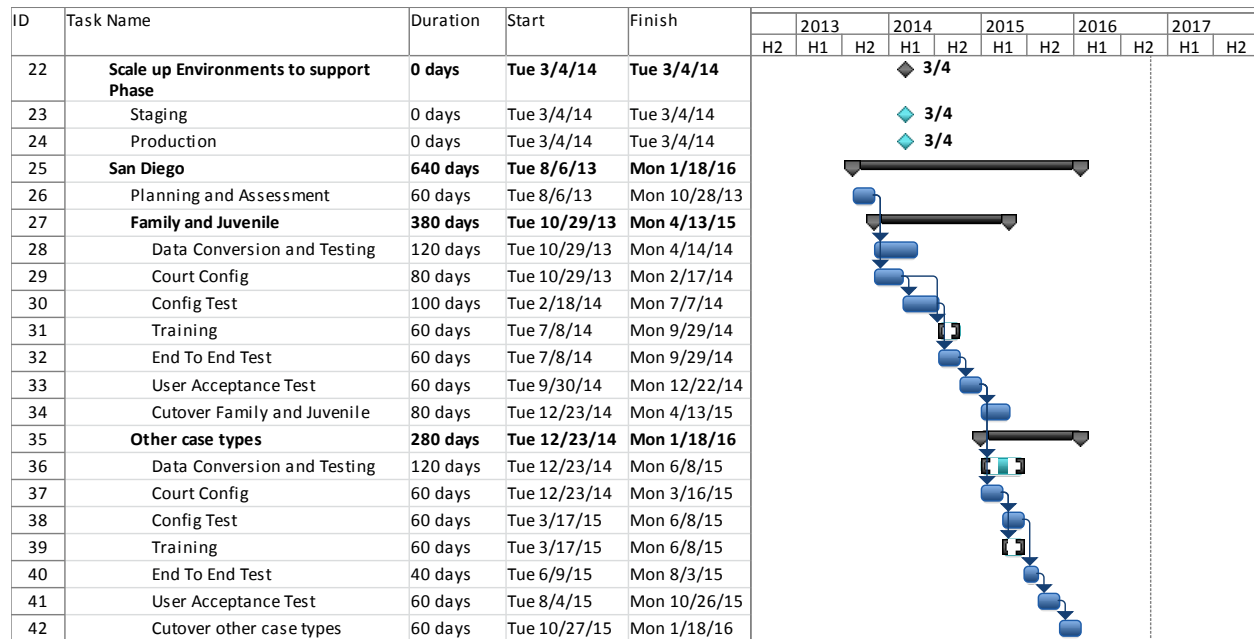 ID Task Name Duration Start Finish 2013 2014 2015 2016 2017
H2 H1 H2 H1 H2 H1 H2 H1 H2 H1 H2
22 Scale up Environments to support 0 days Tue 3/4/14 Tue 3/4/14 3/4
Phase
23 Staging 0 days Tue 3/4/14 Tue 3/4/14 3/4
24 Production 0 days Tue 3/4/14 Tue 3/4/14 3/4
25 San Diego 640 days Tue 8/6/13 Mon 1/18/16
26 Planning and Assessment 60 days Tue 8/6/13 Mon 10/28/13
27 Family and Juvenile 380 days Tue 10/29/13 Mon 4/13/15
28 Data Conversion and Testing 120 days Tue 10/29/13 Mon 4/14/14
29 Court Config 80 days Tue 10/29/13 Mon 2/17/14
30 Config Test 100 days Tue 2/18/14 Mon 7/7/14
31 Training 60 days Tue 7/8/14 Mon 9/29/14
32 End To End Test 60 days Tue 7/8/14 Mon 9/29/14
33 User Acceptance Test 60 days Tue 9/30/14 Mon 12/22/14
34 Cutover Family and Juvenile 80 days Tue 12/23/14 Mon 4/13/15
35 Other case types 280 days Tue 12/23/14 Mon 1/18/16
36 Data Conversion and Testing 120 days Tue 12/23/14 Mon 6/8/15
37 Court Config 60 days Tue 12/23/14 Mon 3/16/15
38 Config Test 60 days Tue 3/17/15 Mon 6/8/15
39 Training 60 days Tue 3/17/15 Mon 6/8/15
40 End To End Test 40 days Tue 6/9/15 Mon 8/3/15
41 User Acceptance Test 60 days Tue 8/4/15 Mon 10/26/15
42 Cutover other case types 60 days Tue 10/27/15 Mon 1/18/16